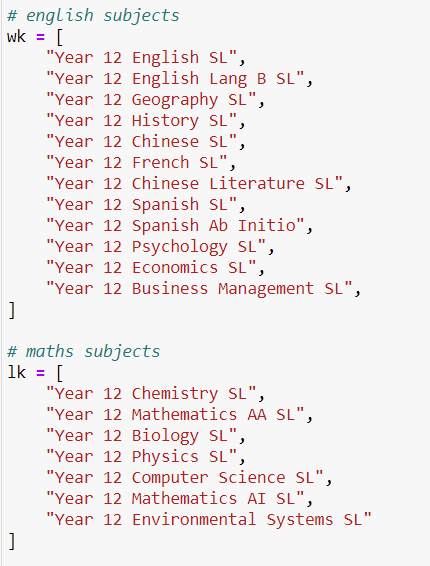 # english subjects
wk = [
    "Year 12 English SL",
    "Year 12 English Lang B SL",
    "Year 12 Geography SL",
    "Year 12 History SL",
    "Year 12 Chinese SL",
    "Year 12 French SL",
    "Year 12 Chinese Literature SL",
    "Year 12 Spanish SL",
    "Year 12 Spanish Ab Initio",
    "Year 12 Psychology SL",
    "Year 12 Economics SL",
    "Year 12 Business Management SL",
]
# maths subjects
lk = [
    "Year 12 Chemistry SL",
    "Year 12 Mathematics AA SL",
    "Year 12 Biology SL",
    "Year 12 Physics SL",
    "Year 12 Computer Science SL",
    "Year 12 Mathematics AI SL",
    "Year 12 Environmental Systems SL"
]